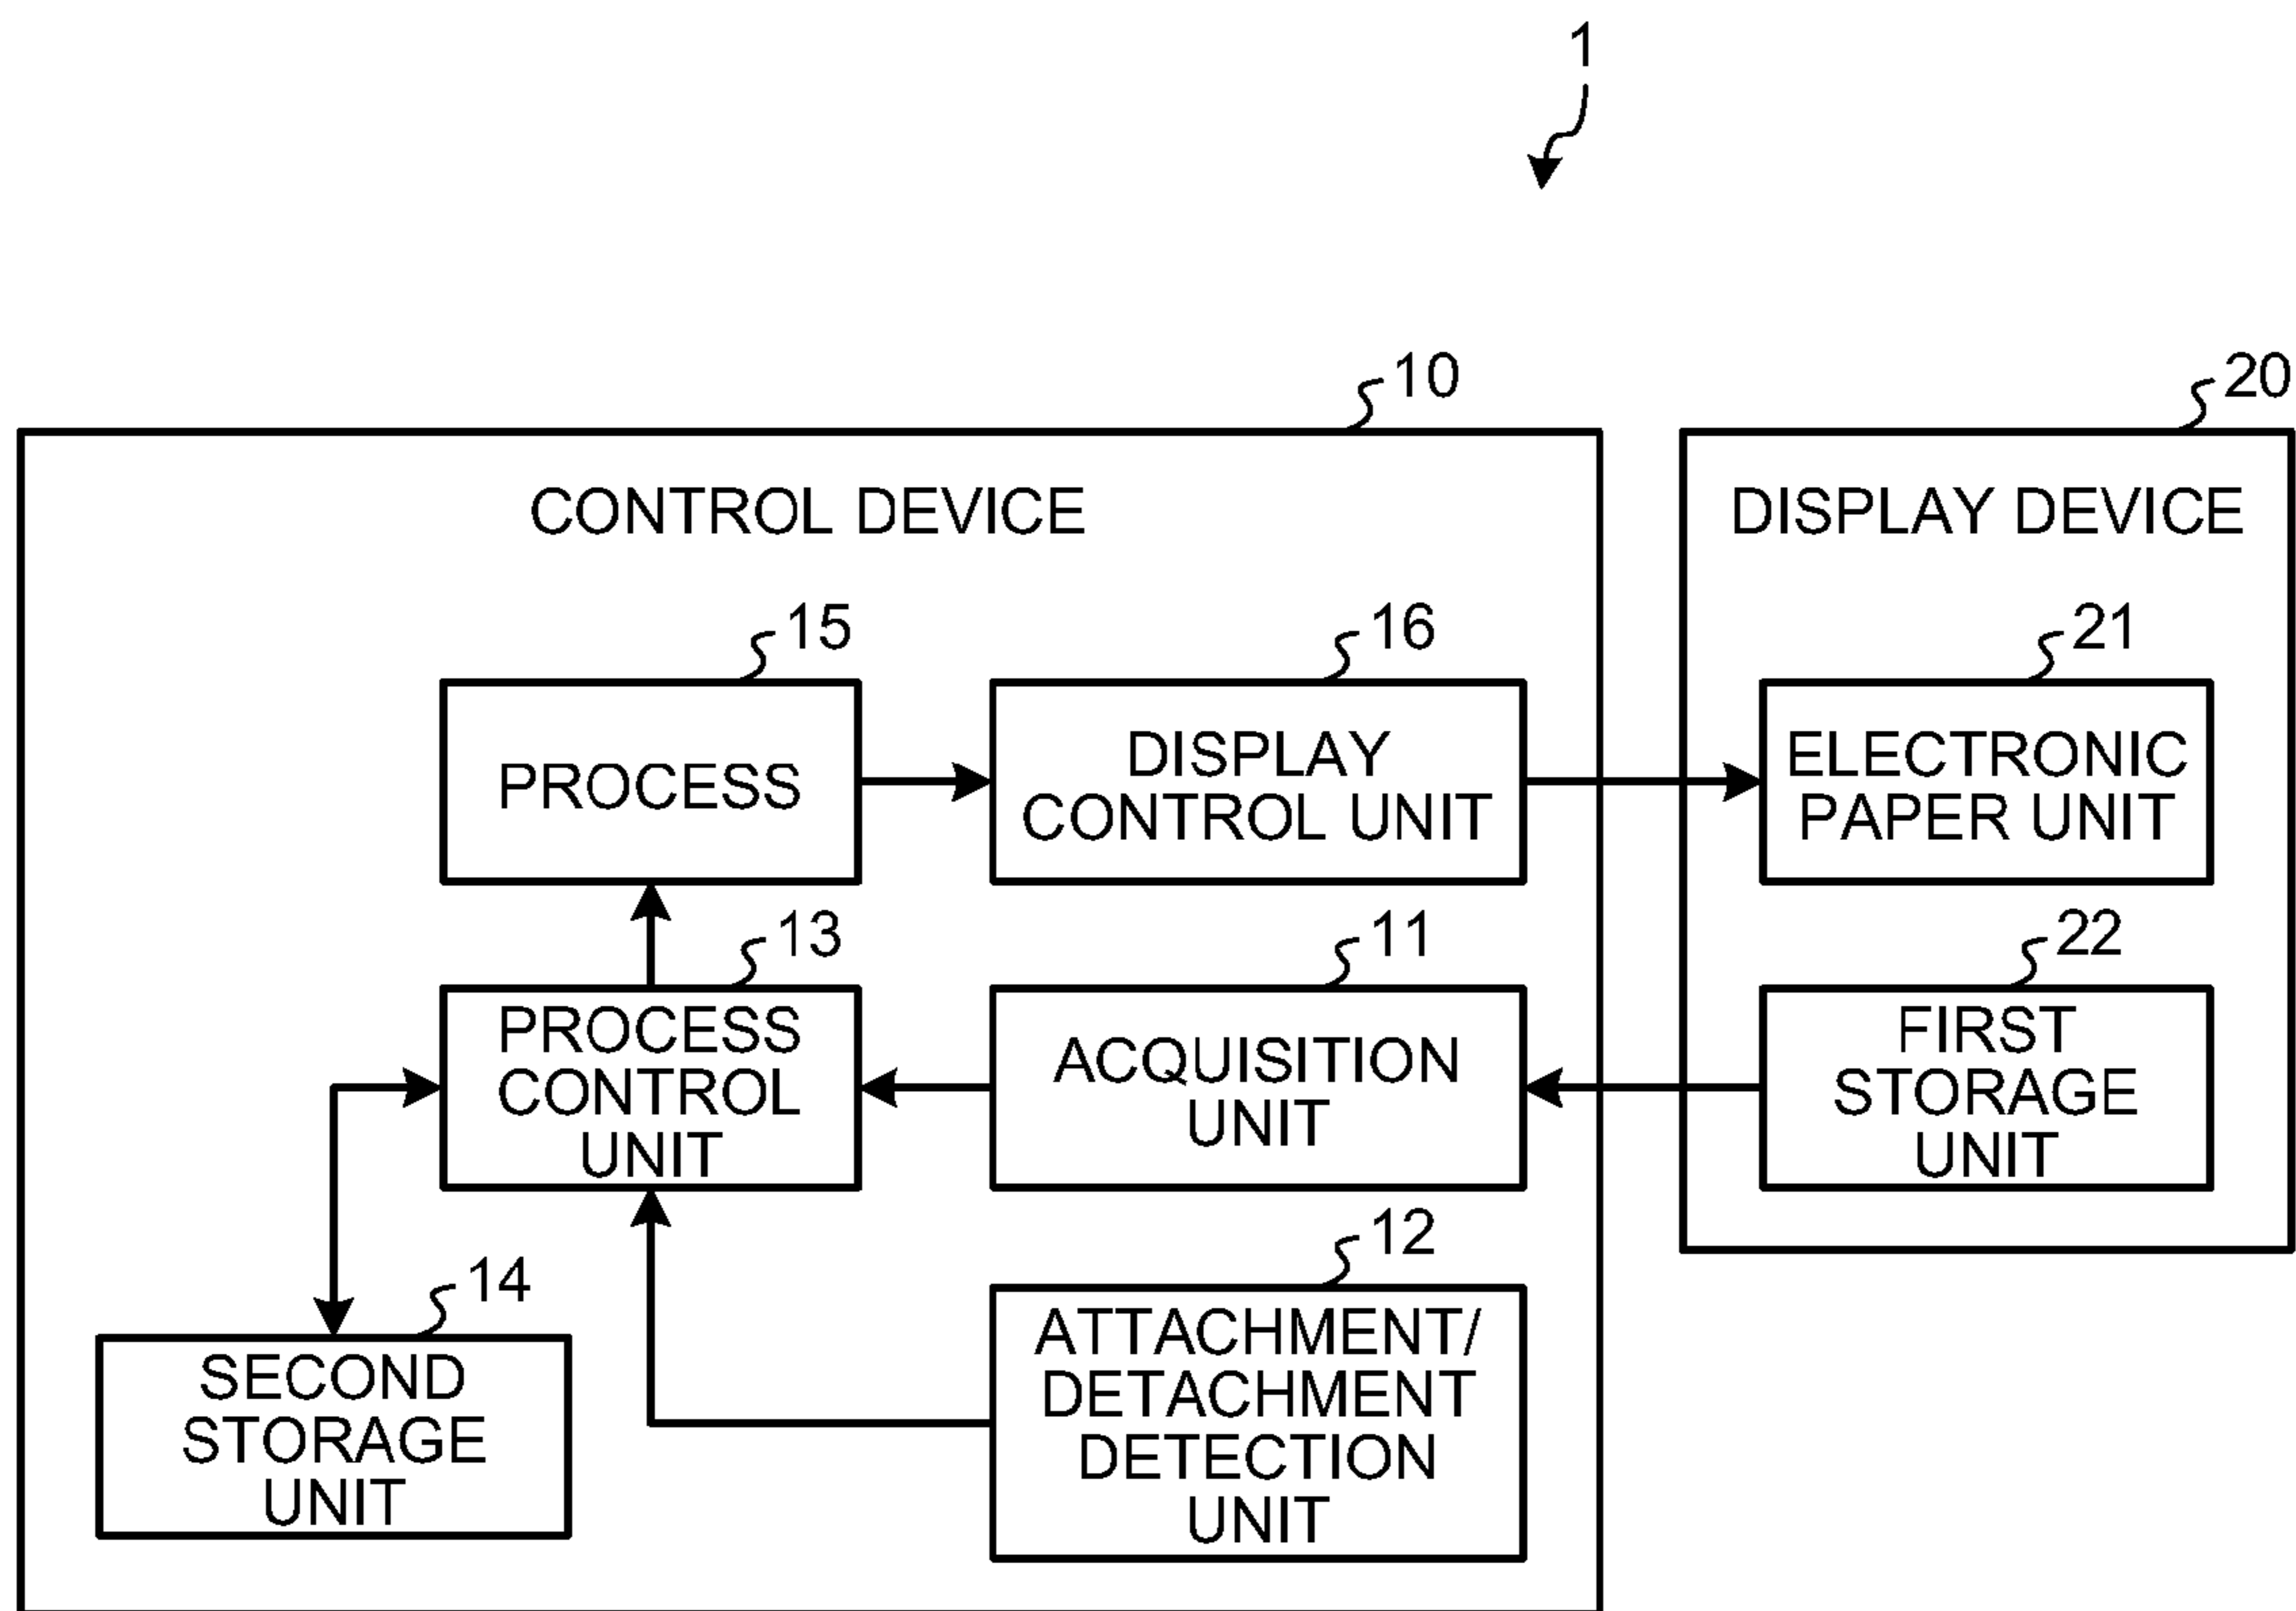 1
10
20
CONTROL DEVICE
DISPLAY DEVICE
15
16
21
PROCESS
DISPLAY
CONTROL UNIT
ELECTRONIC
PAPER UNIT
13
11
22
PROCESS
CONTROL
UNIT
ACQUISITION
UNIT
FIRST
STORAGE
UNIT
14
12
SECOND
STORAGE
UNIT
ATTACHMENT/
DETACHMENT
DETECTION
UNIT